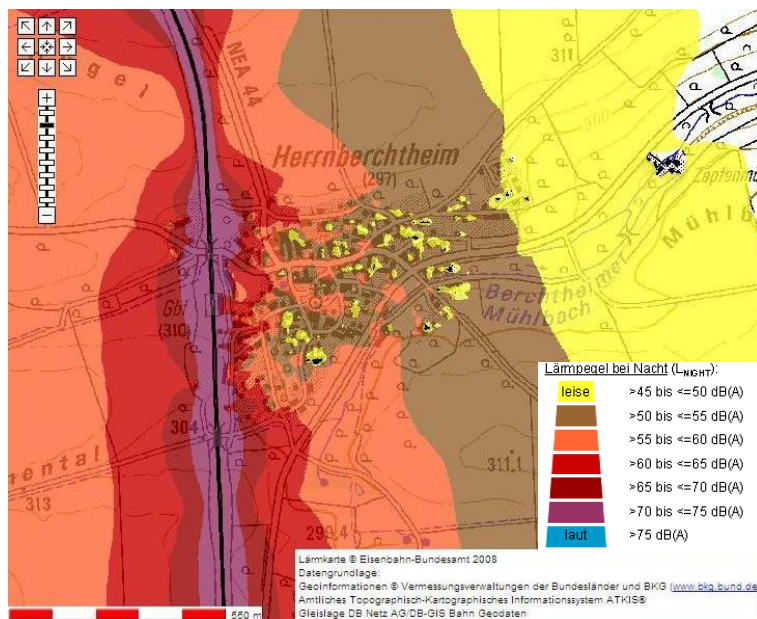 gel
NEA 44
311
300
Herrnberchtheim
(297)
Mühlb
Berchtheimer
Mühlbach
Gbf
(310)
304
mental
313
311.1
299.4
Lärmpegel bei Nacht (LNIGHT):
leise >45 bis <=50 dB(A)
>50 bis <=55 dB(A)
>55 bis <=60 dB(A)
>60 bis <=65 dB(A)
>65 bis <=70 dB(A)
>70 bis <=75 dB(A)
laut >75 dB(A)
Lärmkarte © Eisenbahn-Bundesamt 2008
Datengrundlage:
Geoinformationen © Vermessungsverwaltungen der Bundesländer und BKG (www.bkg.bund.de
Amtliches Topographisch-Kartographisches Informationssystem ATKIS®
Gleislage DB Netz AG/DB-GIS Bahn Geodaten
550 m